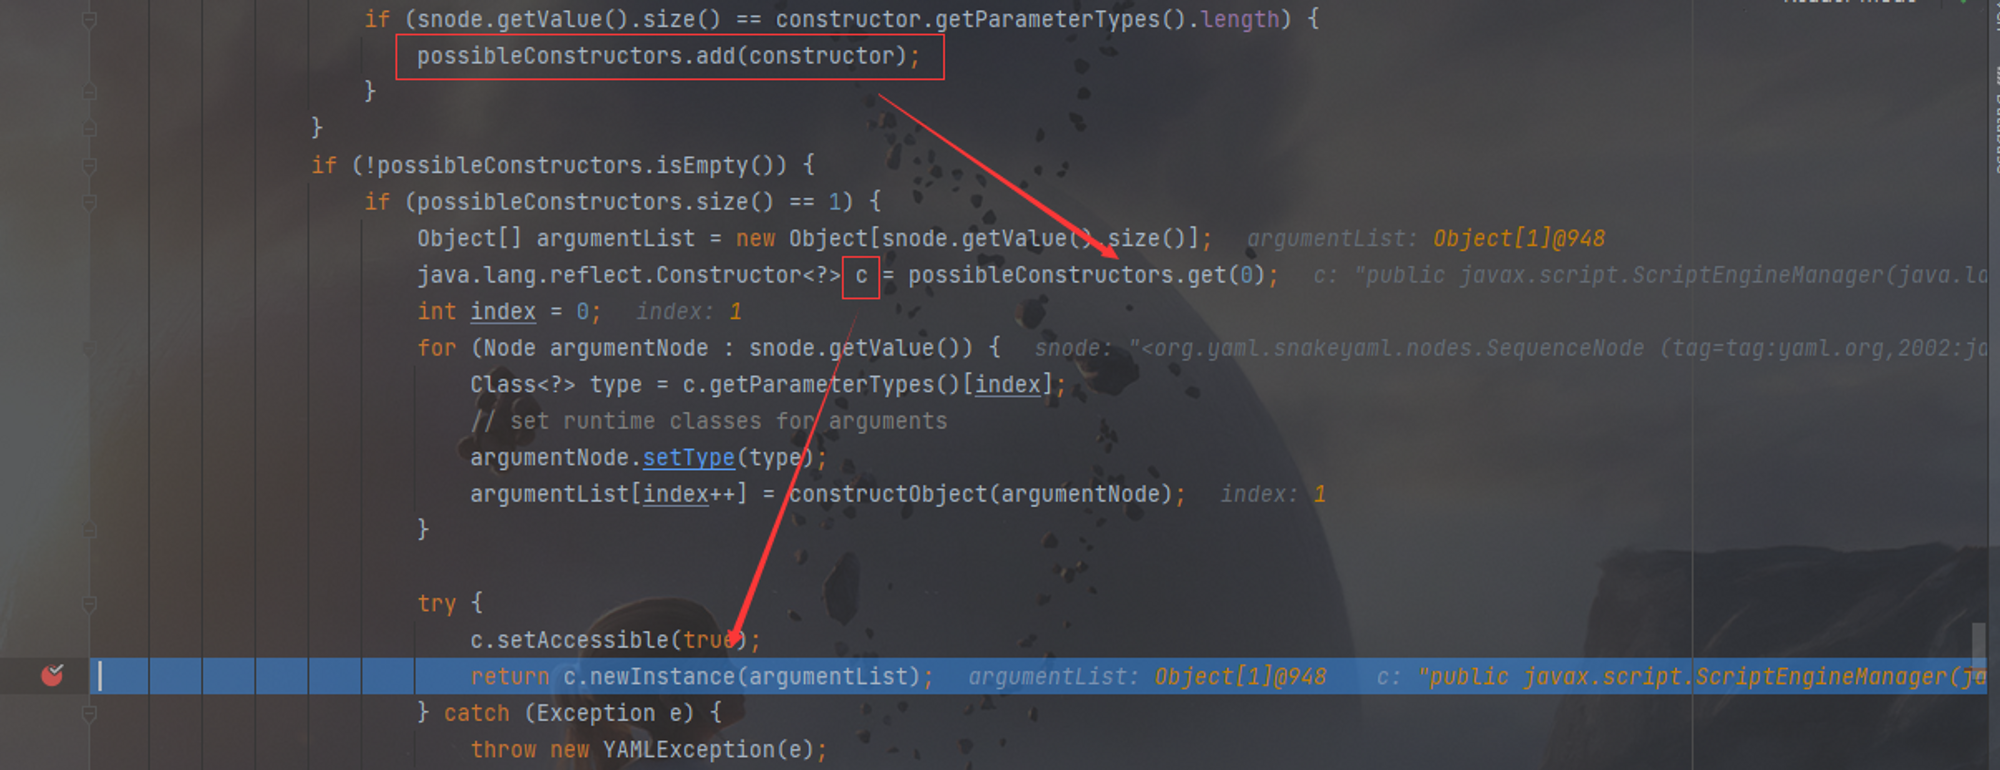 if (snode.getValue().size() == constructor.getParameterTypes().length) {
possibleConstructors.add(constructor);
}
}
if (!possibleConstructors.isEmpty()) {
if (possibleConstructors.size() == 1) {
Object[] argumentList = new Object[snode.getValue().size()]; argumentList: Object[1]@948
java.lang.reflect.Constructor<?> c = possibleConstructors.get(0); c: "public javax.script.ScriptEngineManager(java.la
int index = 0; index: 1
for (Node argumentNode : snode.getValue()) { snode: "<org.yaml.snakeyaml.nodes.SequenceNode (tag=tag:yaml.org,2002:ja
Class<?> type = c.getParameterTypes()[index];
// set runtime classes for arguments
argumentNode.setType(type);
argumentList[index++] = constructObject(argumentNode); index: 1
}
try {
c.setAccessible(true);
return c.newInstance(argumentList); argumentList: Object[1]@948 c: "public javax.script.ScriptEngineManager(ja
} catch (Exception e) {
throw new YAMLException(e);